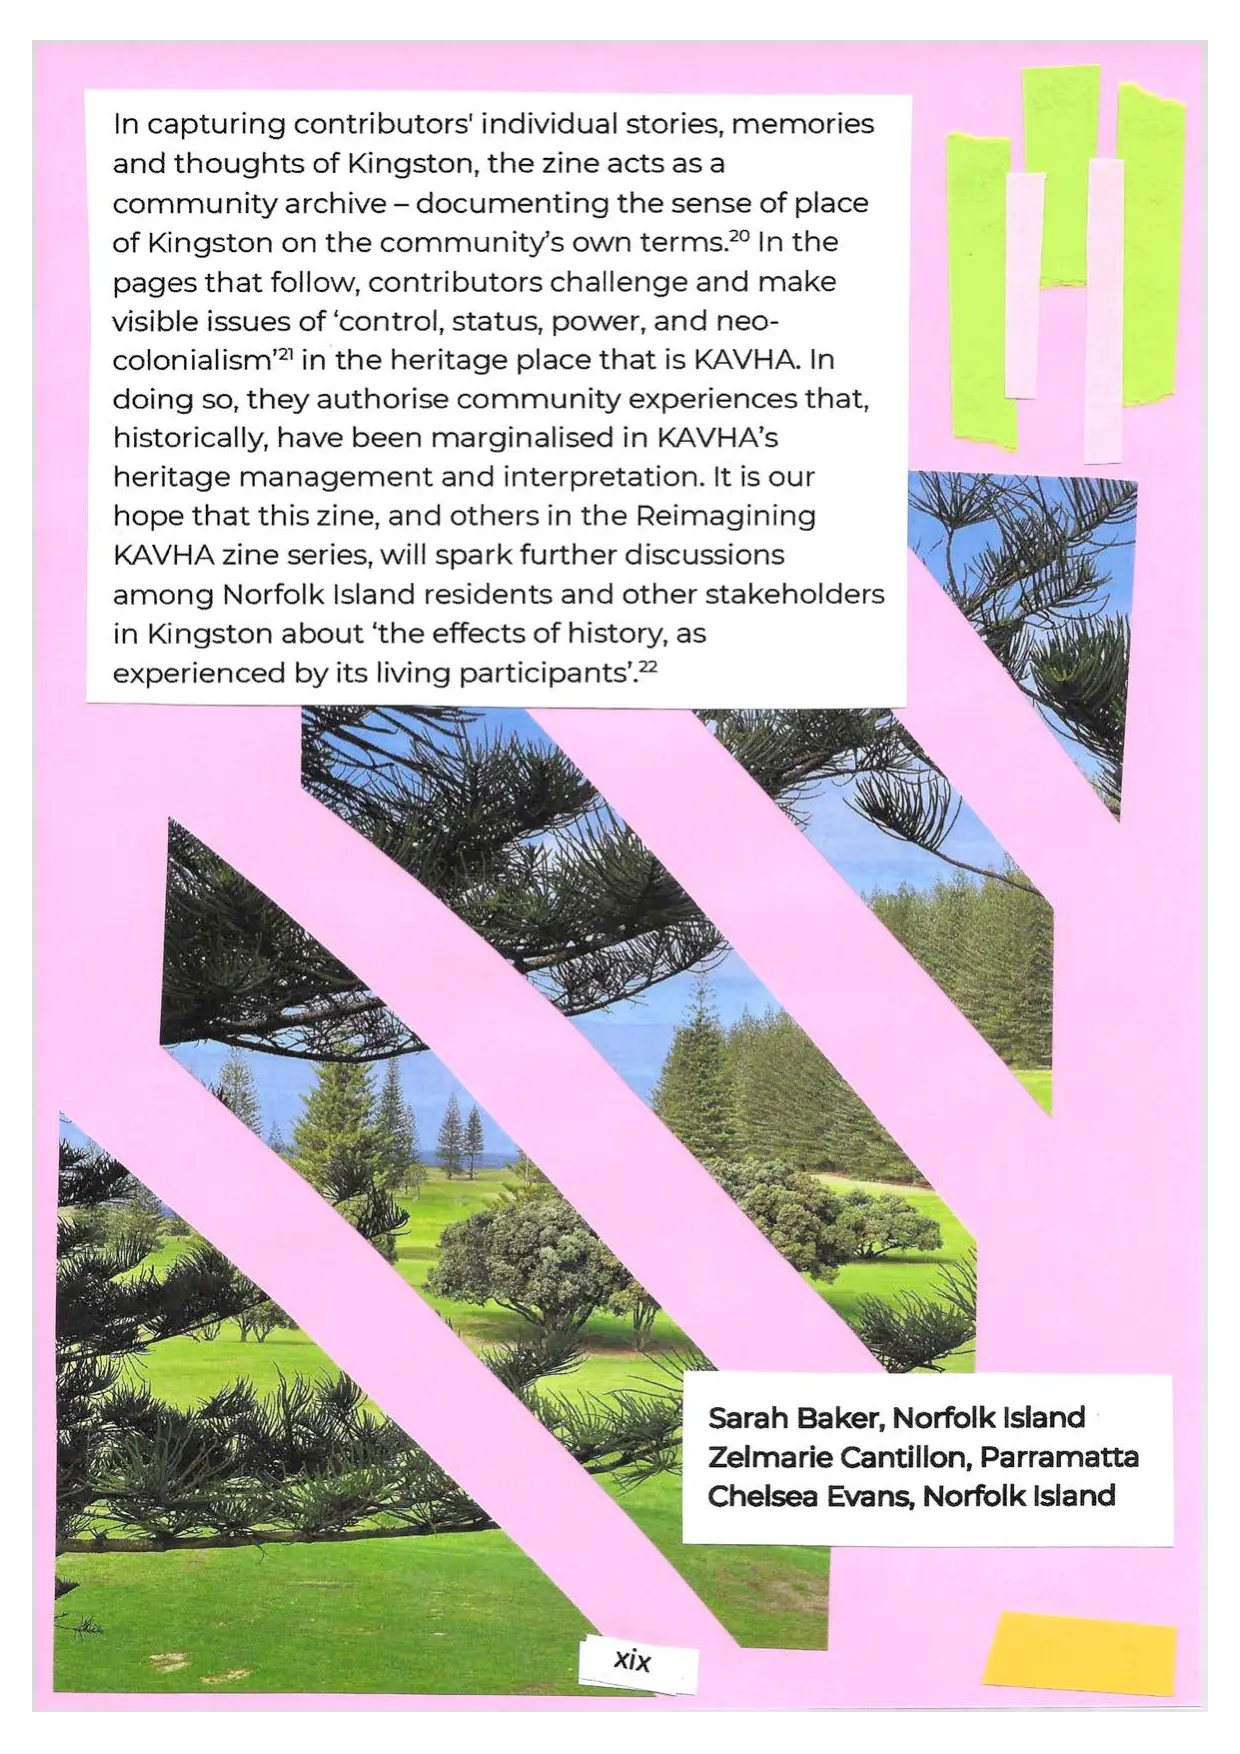 In capturing contributors' individual stories, memories
and thoughts of Kingston, the zine acts as a
community archive – documenting the sense of place
of Kingston on the community’s own terms.²⁰ In the
pages that follow, contributors challenge and make
visible issues of ‘control, status, power, and neo-
colonialism’²¹ in the heritage place that is KAVHA. In
doing so, they authorise community experiences that,
historically, have been marginalised in KAVHA’s
heritage management and interpretation. It is our
hope that this zine, and others in the Reimagining
KAVHA zine series, will spark further discussions
among Norfolk Island residents and other stakeholders
in Kingston about ‘the effects of history, as
experienced by its living participants’.²²
Sarah Baker, Norfolk Island
Zelmarie Cantillon, Parramatta
Chelsea Evans, Norfolk Island
xix